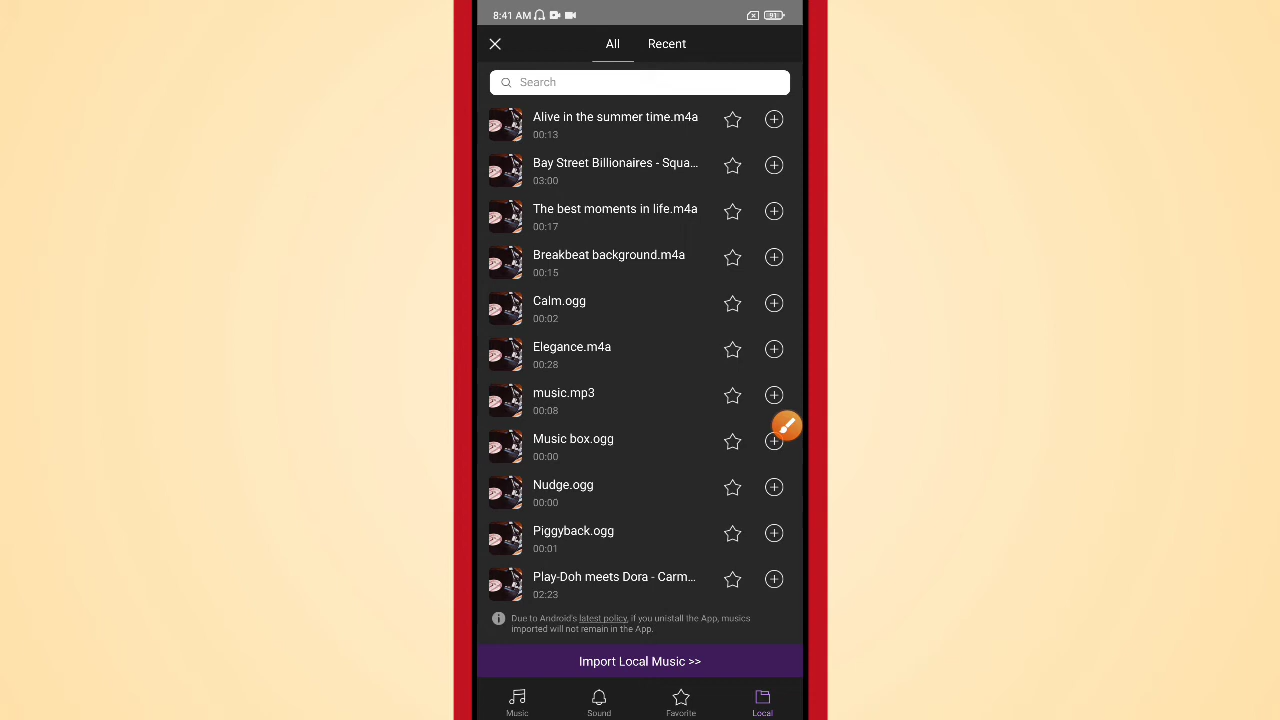 8:41 AM
91
All
Recent
Search
Alive in the summer time.m4a
00:13
Bay Street Billionaires - Squa...
03:00
The best moments in life.m4a
00:17
Breakbeat background.m4a
00:15
Calm.ogg
00:02
Elegance.m4a
00:28
music.mp3
00:08
Music box.ogg
00:00
Nudge.ogg
00:00
Piggyback.ogg
00:01
Play-Doh meets Dora - Carm...
02:23
Due to Android's latest policy, if you unistall the App, musics
imported will not remain in the App.
Import Local Music >>
Music
Sound
Favorite
Local